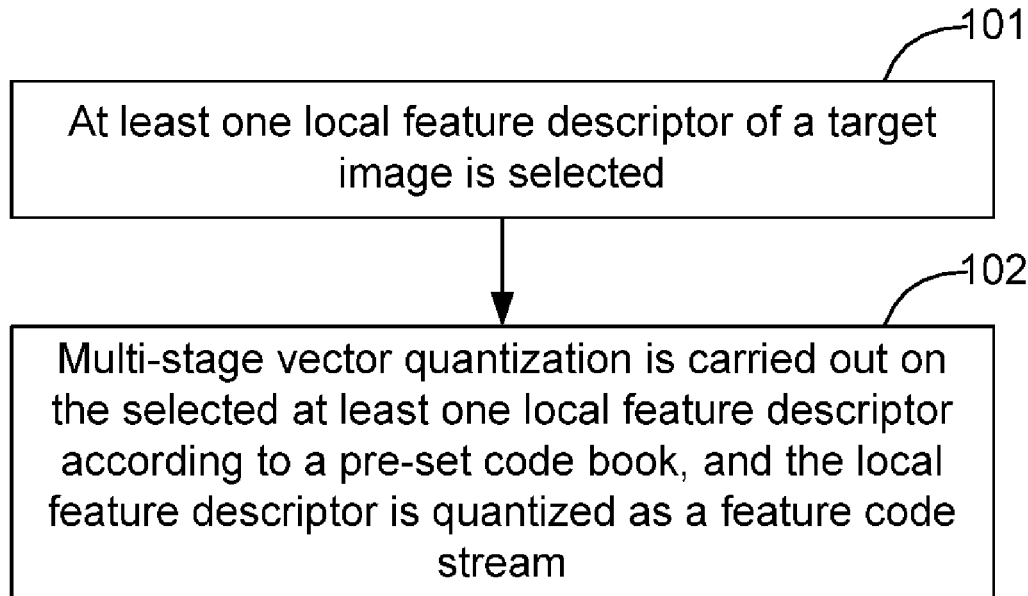 101
At least one local feature descriptor of a target
image is selected
102
Multi-stage vector quantization is carried out on
the selected at least one local feature descriptor
according to a pre-set code book, and the local
feature descriptor is quantized as a feature code
stream